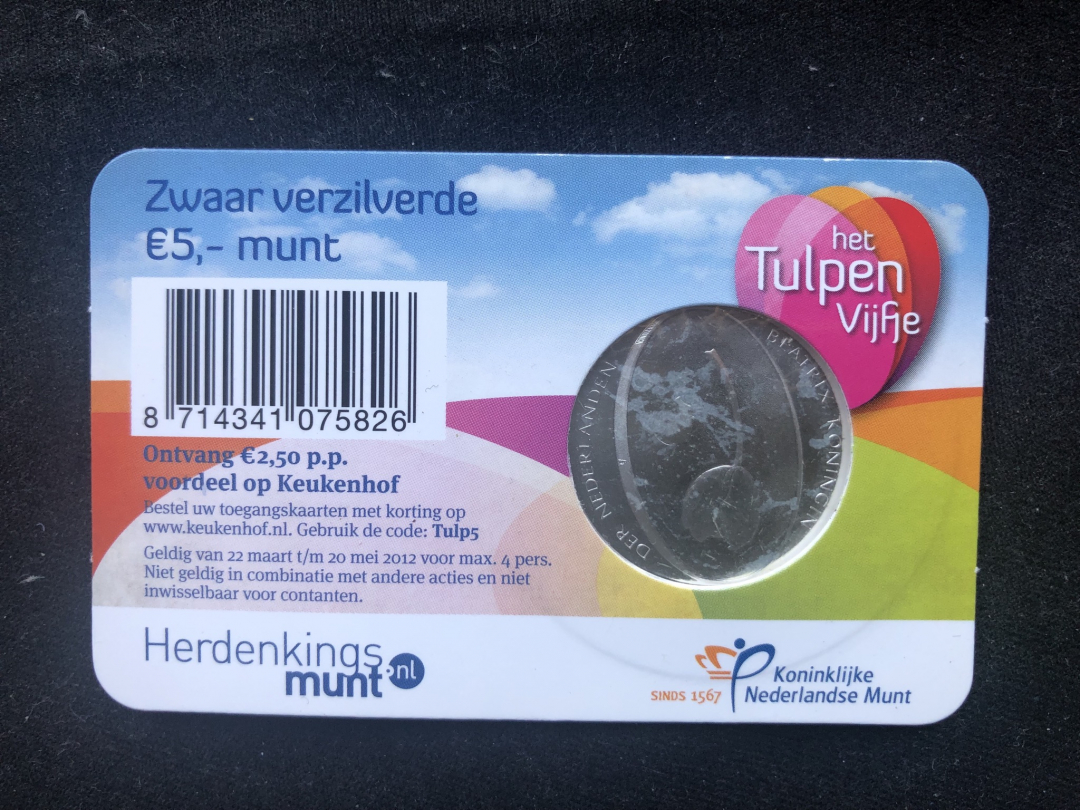 Zwaar verzilverde
€5,- munt
het
Tulpen
Vijfje
8 714341 075826
BEATRIX KONINGIN
DER NEDERLANDEN
Ontvang €2,50 p.p.
voordeel op Keukenhof
Bestel uw toegangskaarten met korting op
www.keukenhof.nl. Gebruik de code: Tulp5
Geldig van 22 maart t/m 20 mei 2012 voor max. 4 pers.
Niet geldig in combinatie met andere acties en niet
inwisselbaar voor contanten.
Herdenkings
munt.nl
SINDS 1567
Koninklijke
Nederlandse Munt